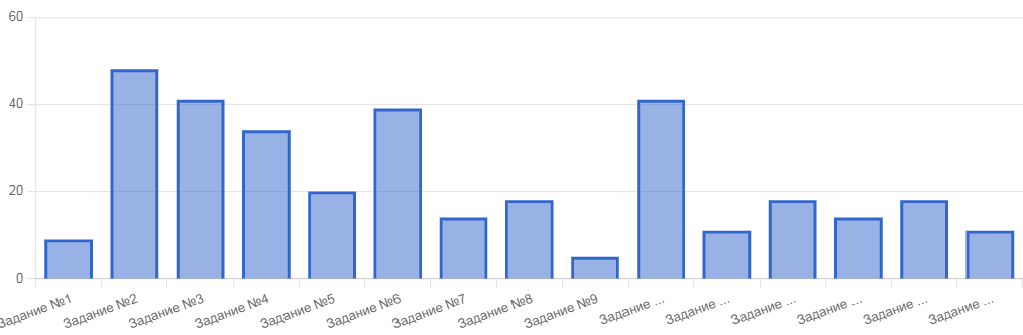 60
40
20
0
Задание №1
Задание №2
Задание №3
Задание №4
Задание №5
Задание №6
Задание №7
Задание №8
Задание №9
Задание ...
Задание ...
Задание ...
Задание ...
Задание ...
Задание ...